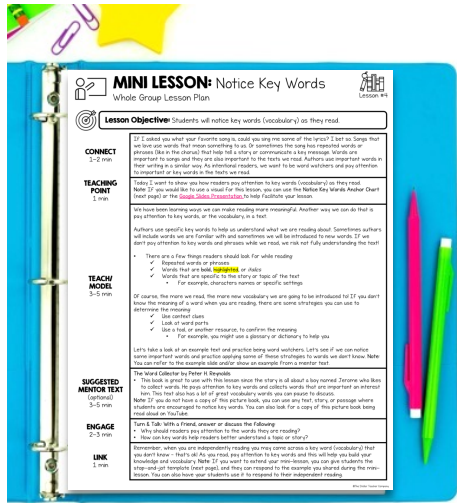 MINI LESSON: Notice Key Words
Whole Group Lesson Plan
Lesson #4
Lesson Objective: Students will notice key words (vocabulary) as they read.
CONNECT
1-2 min
If I asked you what your favorite song is, could you sing me some of the lyrics? I bet so. Songs that
we love use words that mean something to us. Or sometimes the song has repeated words or
phrases (like in the chorus) that help tell a story or communicate a key message. Words are
important to songs and they are also important to the texts we read. Authors use important words in
their writing in a similar way. As intentional readers, we want to be word watchers and pay attention
to important or key words in the texts we read.
TEACHING
POINT
1 min
Today I want to show you how readers pay attention to key words (vocabulary) as they read.
Note: If you would like to use a visual for this lesson, you can use the Notice Key Words Anchor Chart
(next page) or the Google Slides Presentation to help facilitate your lesson.
TEACH/
MODEL
3-5 min
We have been learning ways we can make reading more meaningful. Another way we can do that is
pay attention to key words, or the vocabulary, in a text.
Authors use specific key words to help us understand what we are reading about. Sometimes authors
will include words we are familiar with and sometimes we will be introduced to new words. If we
don't pay attention to key words and phrases while we read, we risk not fully understanding the text!
• There are a few things readers should look for while reading:
✓ Repeated words or phrases
✓ Words that are bold, highlighted, or italics
✓ Words that are specific to the story or topic of the text
• For example, characters names or specific settings
Of course, the more we read, the more new vocabulary we are going to be introduced to! If you don't
know the meaning of a word when you are reading, there are some strategies you can use to
determine the meaning:
✓ Use context clues
✓ Look at word parts
✓ Use a tool, or another resource, to confirm the meaning
• For example, you might use a glossary or dictionary to help you
Let's take a look at an example text and practice being word watchers. Let's see if we can notice
some important words and practice applying some of these strategies to words we don't know. Note:
You can refer to the example slide and/or show an example from a mentor text.
SUGGESTED
MENTOR TEXT
(optional)
3-5 min
The Word Collector by Peter H. Reynolds
• This book is great to use with this lesson since the story is all about a boy named Jerome who likes
to collect words. He pays attention to key words and collects words that are important an interest
him. This text also has a lot of great vocabulary words you can pause to discuss.
Note: If you do not have a copy of this picture book, you can use any text, story, or passage where
students are encouraged to notice key words. You can also look for a copy of this picture book being
read aloud on YouTube.
ENGAGE
2-3 min
Turn & Talk: With a friend, answer or discuss the following:
• Why should readers pay attention to the words they are reading?
• How can key words help readers better understand a topic or story?
LINK
1 min
Remember, when you are independently reading you may come across a key word (vocabulary) that
you don't know - that's ok! As you read, pay attention to key words and this will help you build your
knowledge and vocabulary. Note: If you want to extend your mini-lesson, you can give students the
stop-and-jot template (next page), and they can respond to the example you shared during the mini-
lesson. You can also have your students use it to respond to their independent reading.